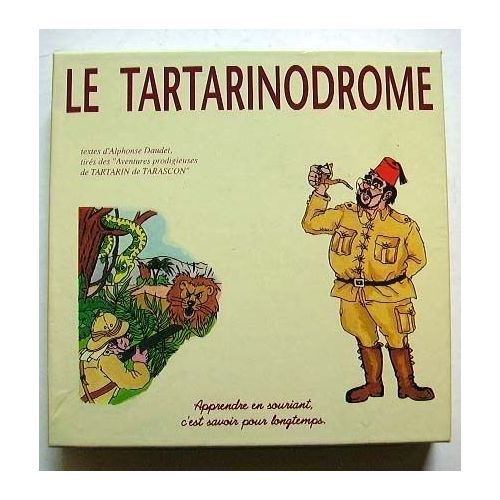 LE TARTARINODROME
textes d'Alphonse Daudet,
tirés des "Aventures prodigieuses
de TARTARIN de TARASCON"
Apprendre en souriant,
c'est savoir pour longtemps.